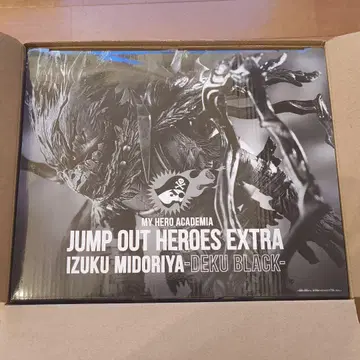 MY HERO ACADEMIA
JUMP OUT HEROES EXTRA
IZUKU MIDORIYA-DEKU BLACK-